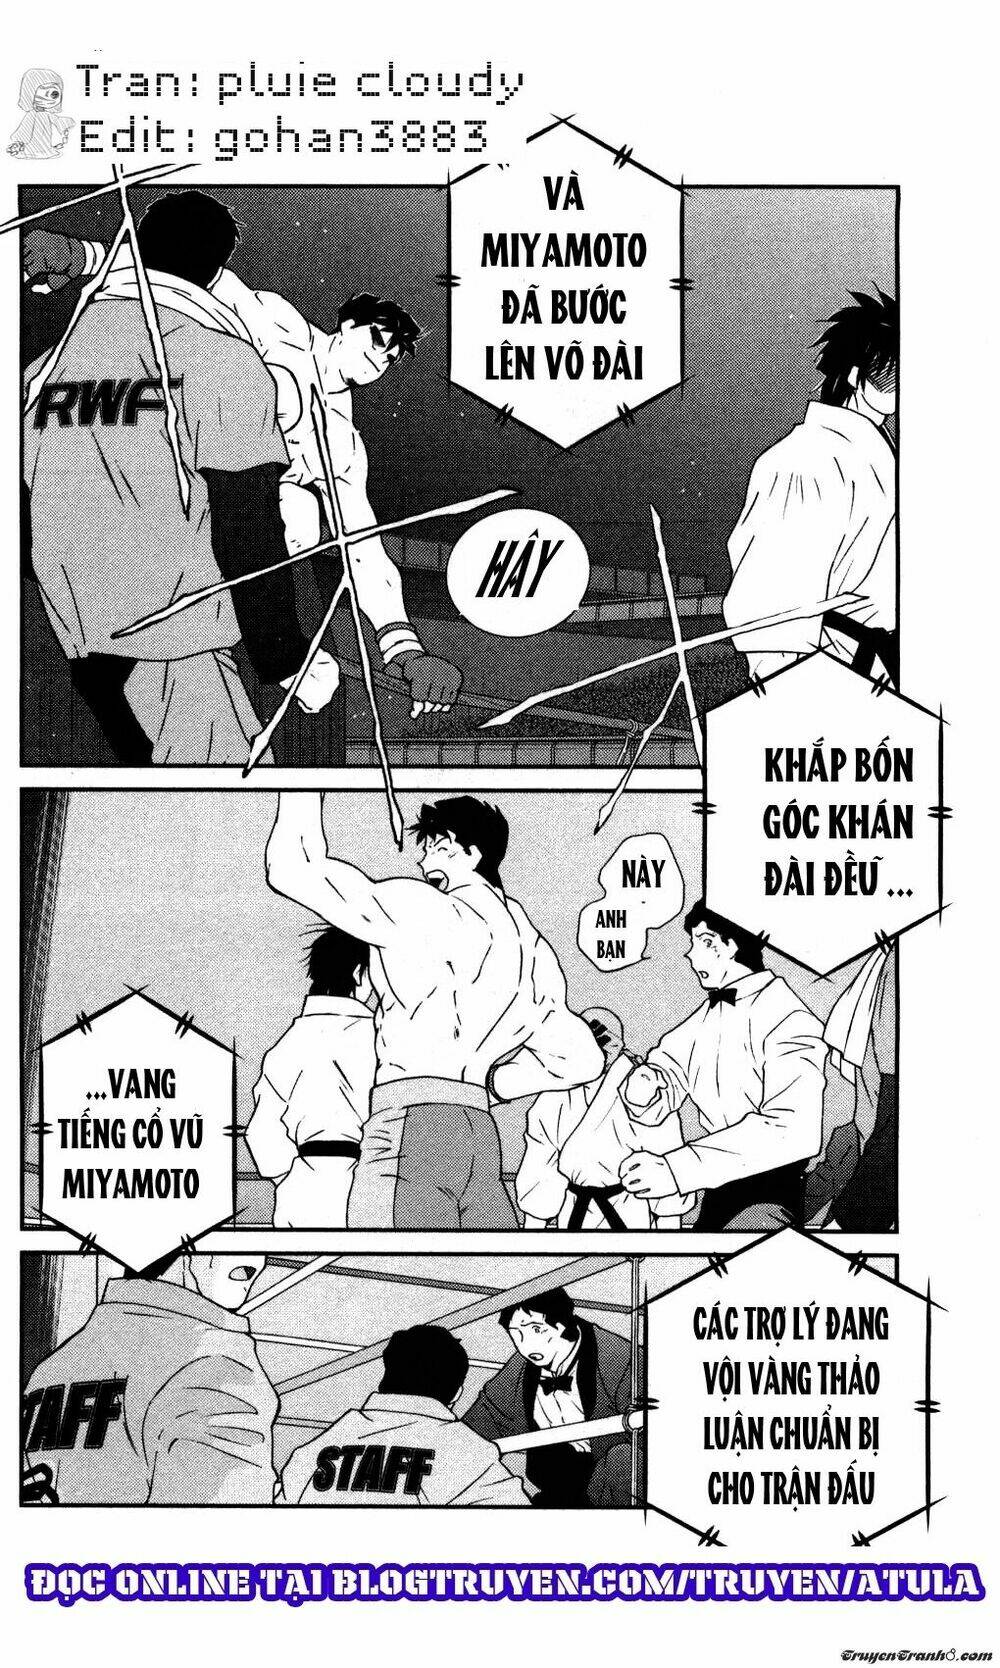 Tran: pluie cloudy
Edit: gohan3883
VÀ
MIYAMOTO
ĐÃ BƯỚC
LÊN VÕ ĐÀI
RWF
HÂY
KHẮP BỐN
GÓC KHÁN
ĐÀI ĐỀU ...
NÀY
ANH
BẠN
...VANG
TIẾNG CỔ VŨ
MIYAMOTO
CÁC TRỢ LÝ ĐANG
VỘI VÀNG THẢO
LUẬN CHUẨN BỊ
CHO TRẬN ĐẤU
STAFF
STAFF
ĐỌC ONLINE TẠI BLOGTRUYEN.COM/TRUYEN/ATULA
TruyenTranh8.com